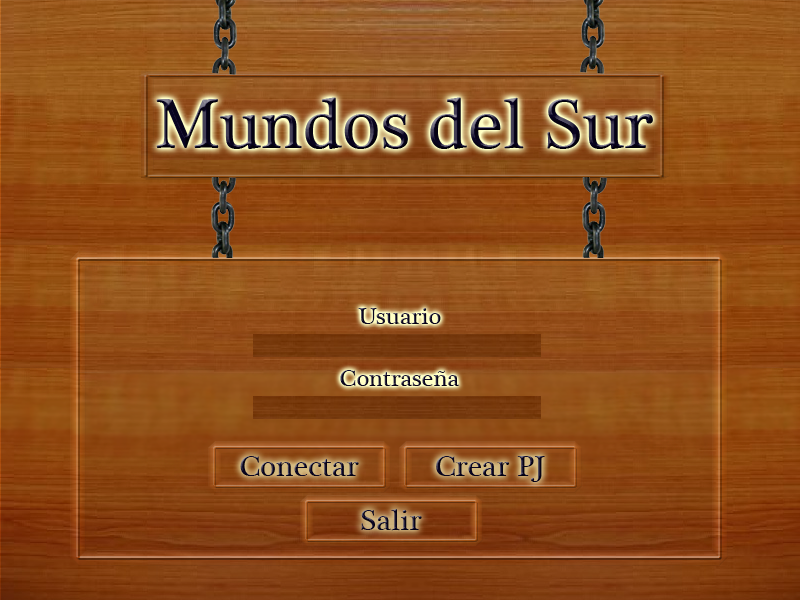 Mundos del Sur
Usuario
Contraseña
Conectar
Crear PJ
Salir